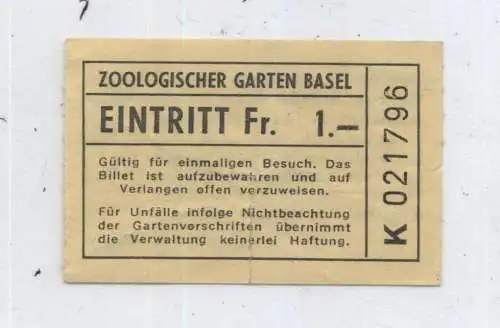 ZOOLOGISCHER GARTEN BASEL
EINTRITT Fr. 1.—
Gültig für einmaligen Besuch. Das
Billet ist aufzubewahren und auf
Verlangen offen verzuweisen.
Für Unfälle infolge Nichtbeachtung
der Gartenvorschriften übernimmt
die Verwaltung keinerlei Haftung.
K 021796